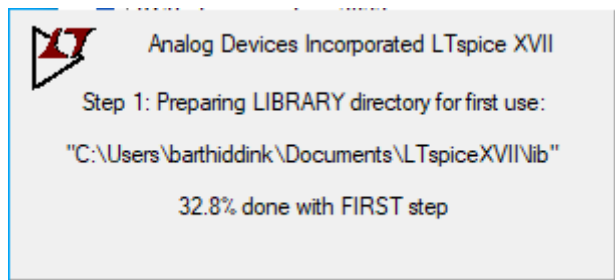 Analog Devices Incorporated LTspice XVII
Step 1: Preparing LIBRARY directory for first use:
"C:\Users\barthiddink\Documents\LTspiceXVII\lib"
32.8% done with FIRST step